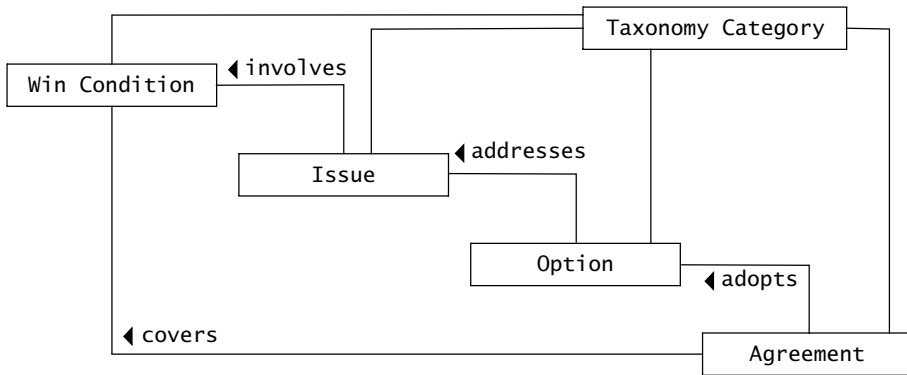 Taxonomy Category
◀ involves
Win Condition
◀ addresses
Issue
Option
◀ adopts
◀ covers
Agreement